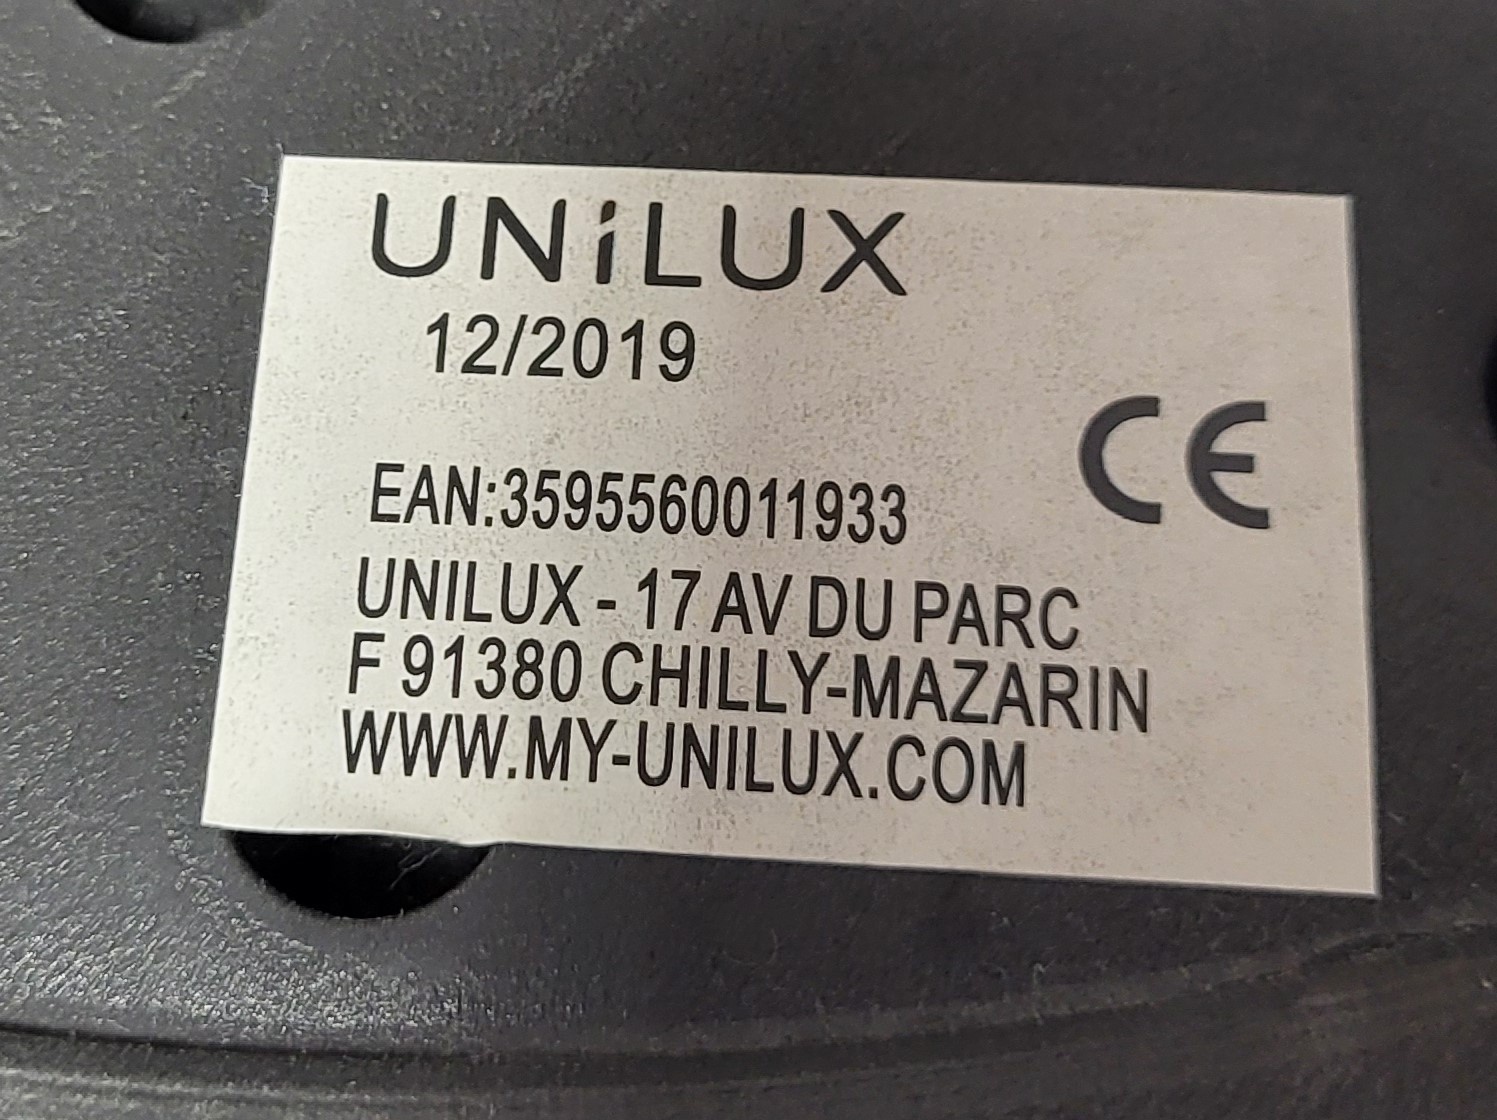 UNiLUX
12/2019
CE
EAN:3595560011933
UNILUX - 17 AV DU PARC
F 91380 CHILLY-MAZARIN
WWW.MY-UNILUX.COM